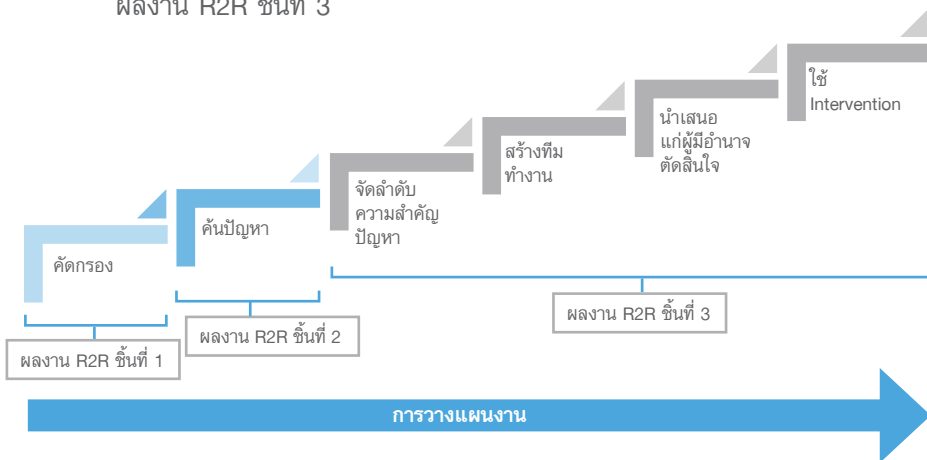 ผลงาน R2R ชิ้นที่ 3
ใช้
Intervention
นำเสนอ
แก่ผู้มีอำนาจ
ตัดสินใจ
สร้างทีม
ทำงาน
จัดลำดับ
ความสำคัญ
ปัญหา
ค้นปัญหา
คัดกรอง
ผลงาน R2R ชิ้นที่ 3
ผลงาน R2R ชิ้นที่ 2
ผลงาน R2R ชิ้นที่ 1
การวางแผนงาน